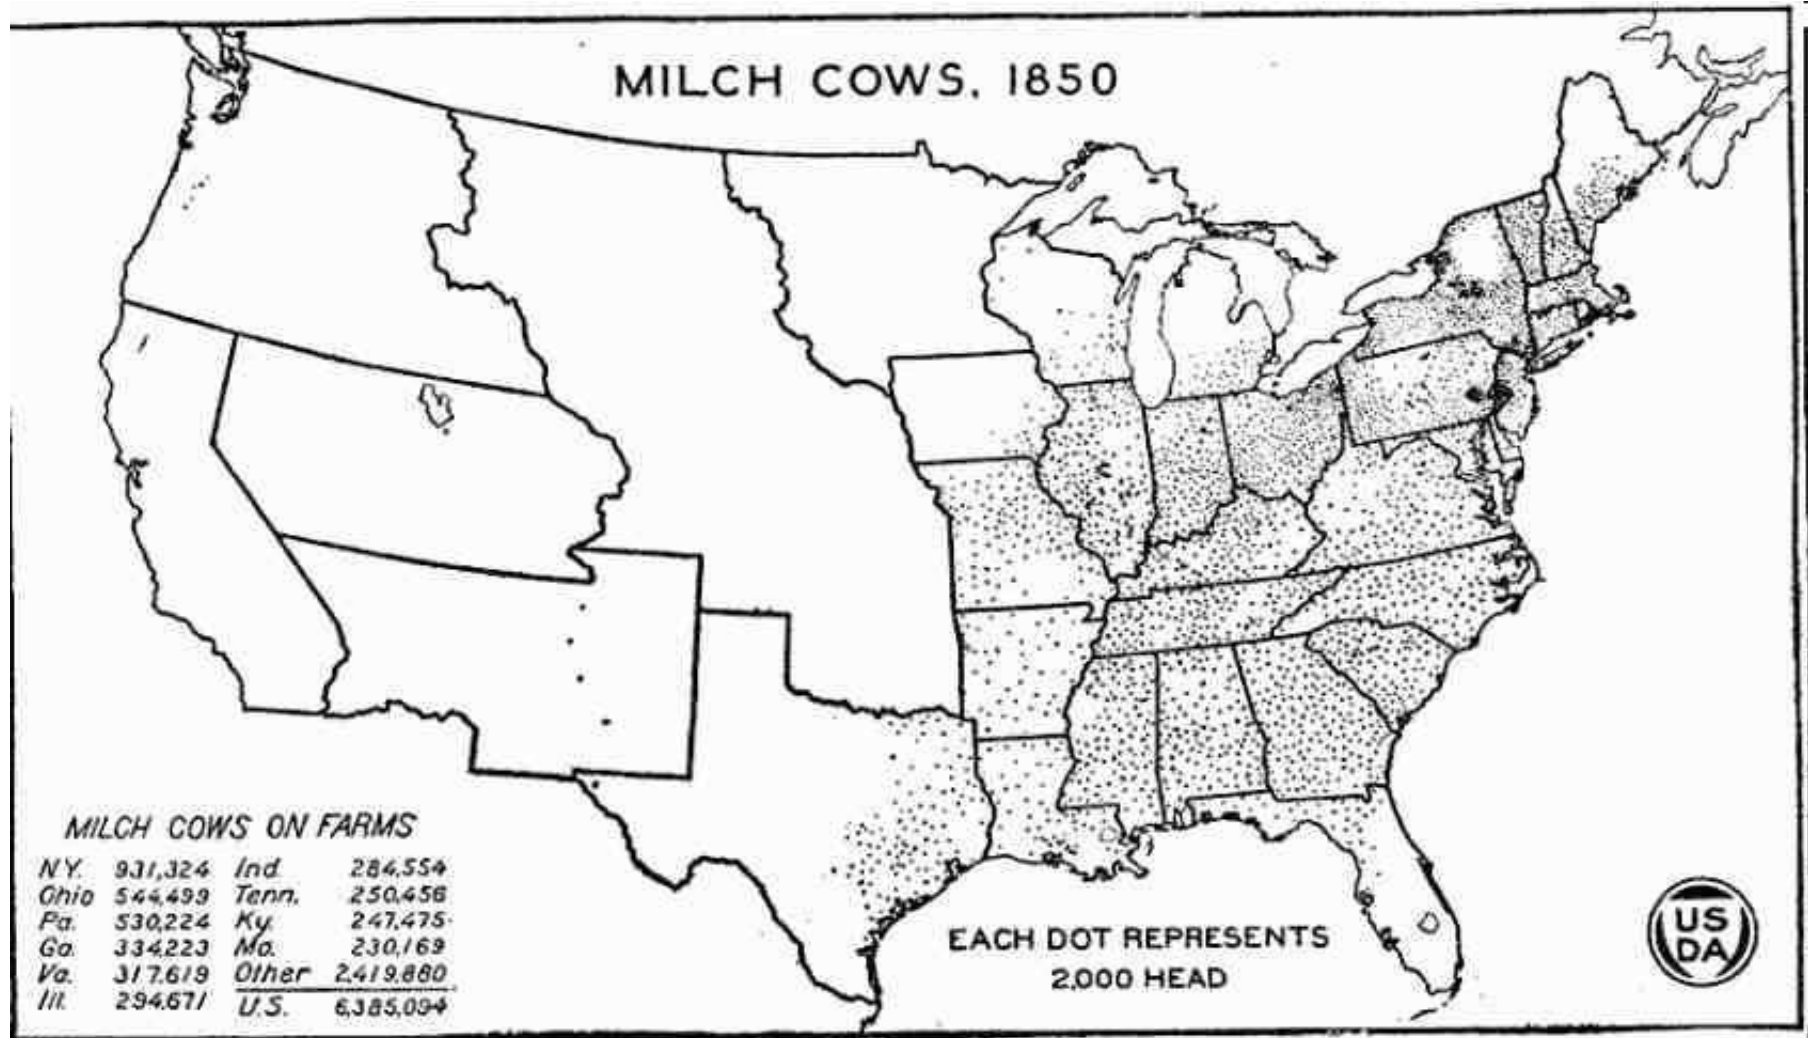 MILCH COWS, 1850
MILCH COWS ON FARMS
N.Y. 931,324 Ind. 284,554
Ohio 544,499 Tenn. 250,456
Pa. 530,224 Ky. 247,475
Ga. 334,223 Mo. 230,169
Va. 317,619 Other 2,419,880
Ill. 294,671 U.S. 6,385,094
EACH DOT REPRESENTS
2,000 HEAD
US
DA